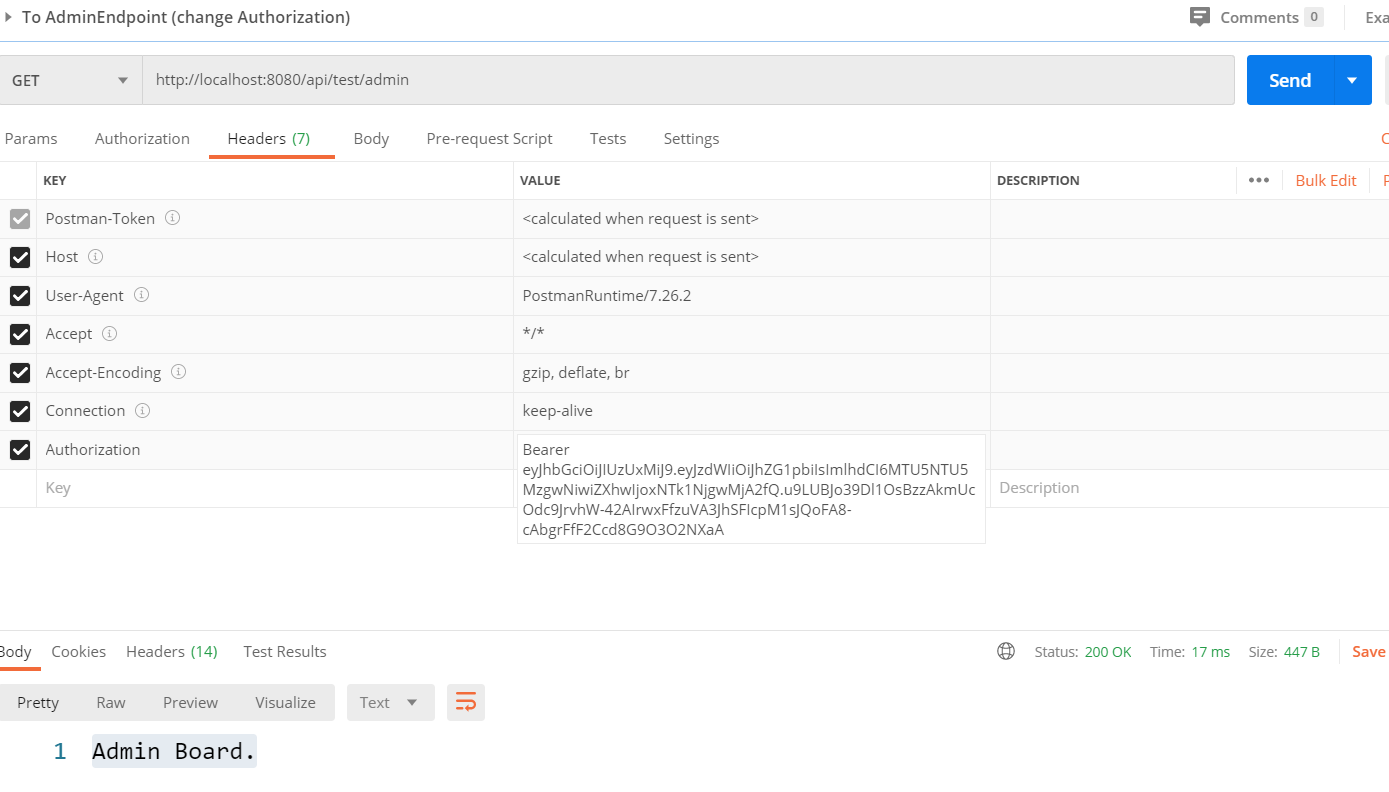 To AdminEndpoint (change Authorization) Comments 0 Exa
GET http://localhost:8080/api/test/admin Send
Params Authorization Headers (7) Body Pre-request Script Tests Settings C
KEY VALUE DESCRIPTION ••• Bulk Edit P
Postman-Token <calculated when request is sent>
Host <calculated when request is sent>
User-Agent PostmanRuntime/7.26.2
Accept */*
Accept-Encoding gzip, deflate, br
Connection keep-alive
Authorization Bearer
eyJhbGciOiJIUzUxMiJ9.eyJzdWIiOiJhZG1pbiIsImlhdCI6MTU5NTU5
MzgwNiwiZXhwIjoxNTk1NjgwMjA2fQ.u9LUBJo39Dl1OsBzzAkmUc
Key Description
Odc9JrvhW-42AIrwxFfzuVA3JhSFIcpM1sJQoFA8-
cAbgrFfF2Ccd8G9O3O2NXaA
Body Cookies Headers (14) Test Results Status: 200 OK Time: 17 ms Size: 447 B Save
Pretty Raw Preview Visualize Text
1 Admin Board.